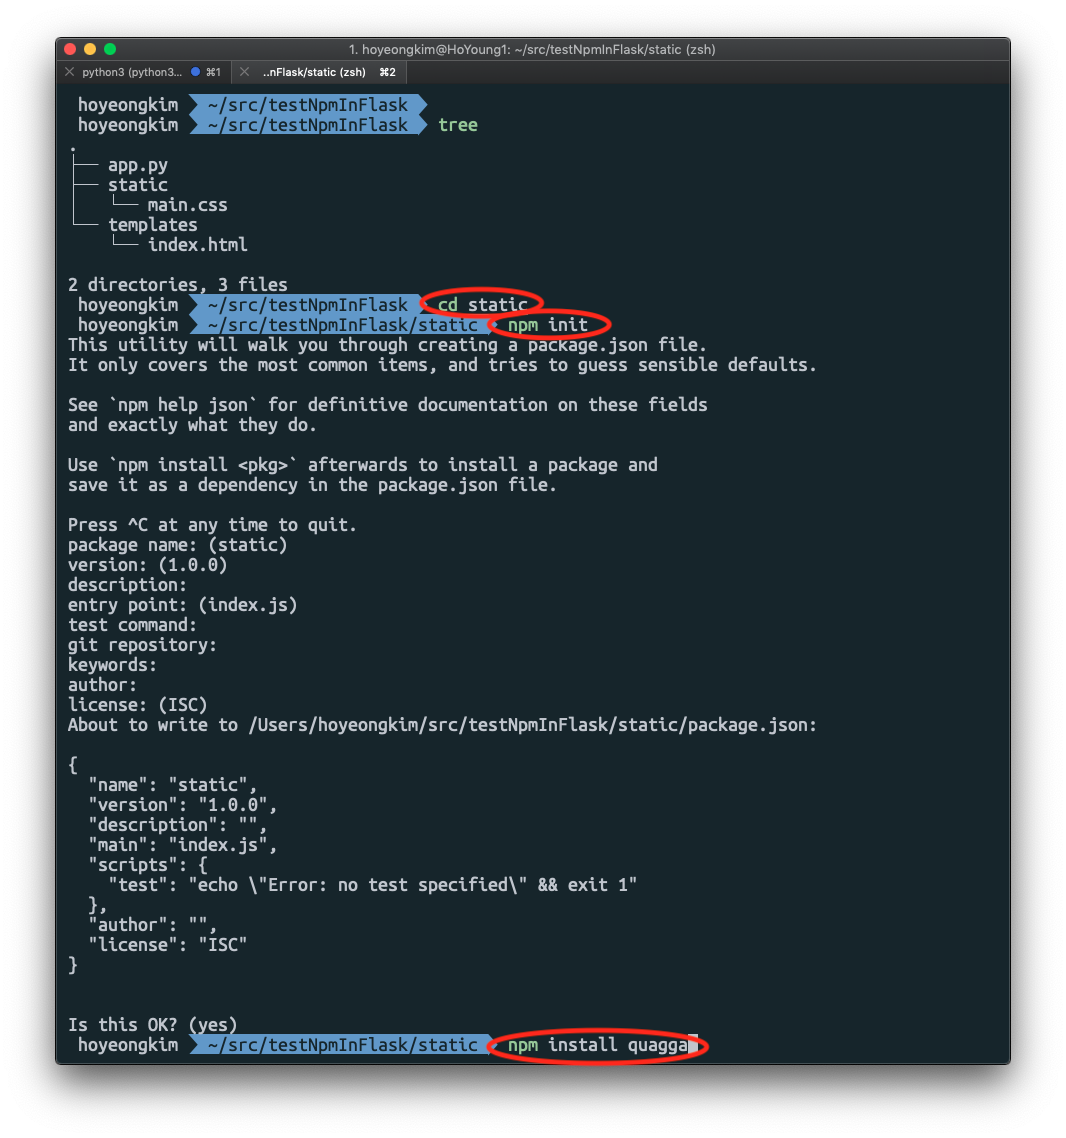 1. hoyeongkim@HoYoung1: ~/src/testNpmInFlask/static (zsh)
python3 (python3... ⌘1 ..nFlask/static (zsh) ⌘2
hoyeongkim ~/src/testNpmInFlask
hoyeongkim ~/src/testNpmInFlask tree
.
├── app.py
├── static
│   └── main.css
└── templates
    └── index.html
2 directories, 3 files
hoyeongkim ~/src/testNpmInFlask cd static
hoyeongkim ~/src/testNpmInFlask/static npm init
This utility will walk you through creating a package.json file.
It only covers the most common items, and tries to guess sensible defaults.
See `npm help json` for definitive documentation on these fields
and exactly what they do.
Use `npm install <pkg>` afterwards to install a package and
save it as a dependency in the package.json file.
Press ^C at any time to quit.
package name: (static)
version: (1.0.0)
description:
entry point: (index.js)
test command:
git repository:
keywords:
author:
license: (ISC)
About to write to /Users/hoyeongkim/src/testNpmInFlask/static/package.json:
{
  "name": "static",
  "version": "1.0.0",
  "description": "",
  "main": "index.js",
  "scripts": {
    "test": "echo \"Error: no test specified\" && exit 1"
  },
  "author": "",
  "license": "ISC"
}
Is this OK? (yes)
hoyeongkim ~/src/testNpmInFlask/static npm install quagga